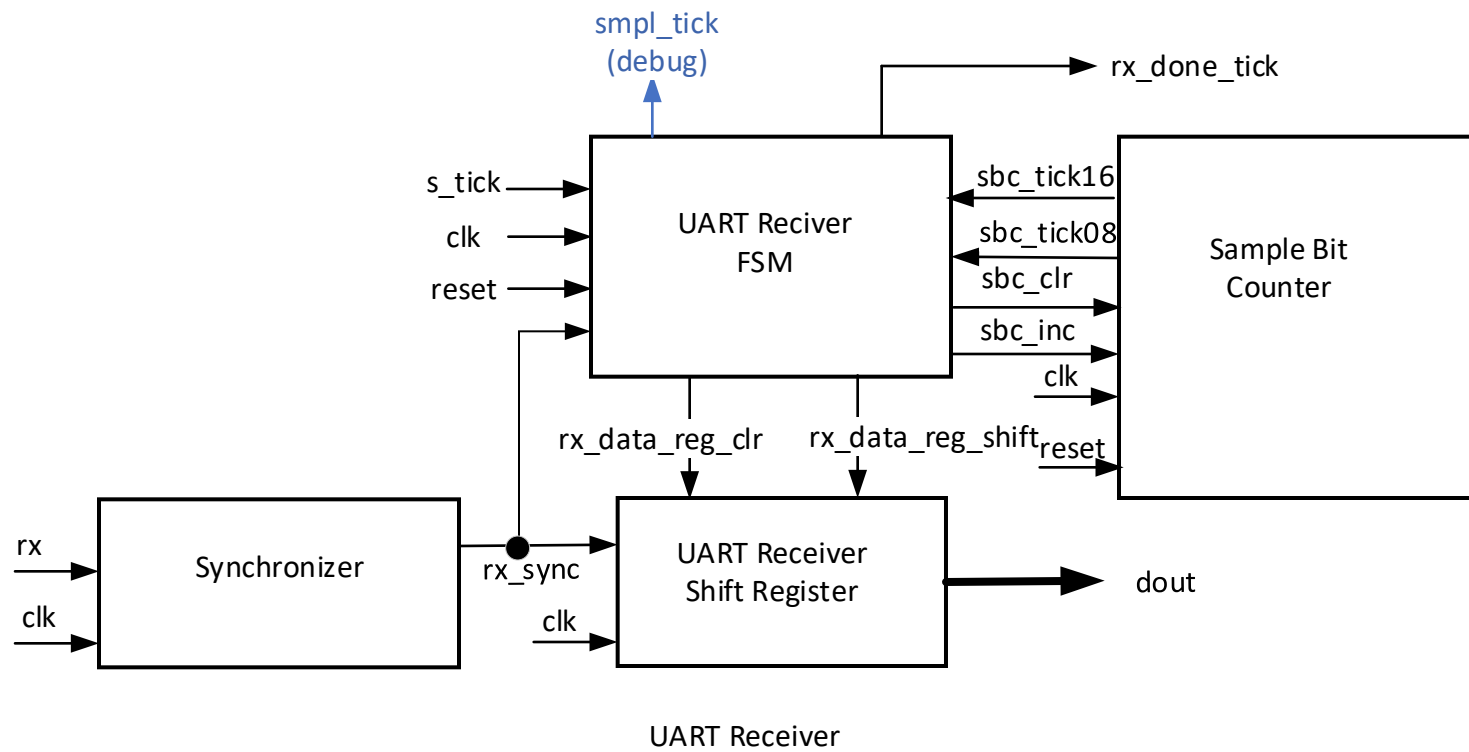 smpl_tick
(debug)
rx_done_tick
s_tick
clk
reset
UART Reciver
FSM
sbc_tick16
sbc_tick08
sbc_clr
sbc_inc
clk
reset
Sample Bit
Counter
rx_data_reg_clr
rx_data_reg_shift
rx
clk
Synchronizer
rx_sync
clk
UART Receiver
Shift Register
dout
UART Receiver